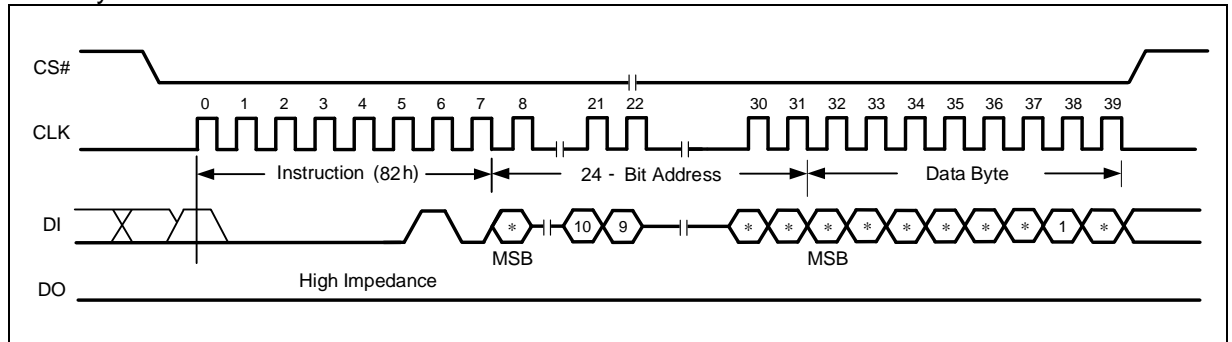 CS#
0 1 2 3 4 5 6 7 8 21 22 30 31 32 33 34 35 36 37 38 39
CLK
Instruction (82h) 24 - Bit Address Data Byte
DI * 10 9 * * * * * * * * 1 *
MSB MSB
High Impedance
DO